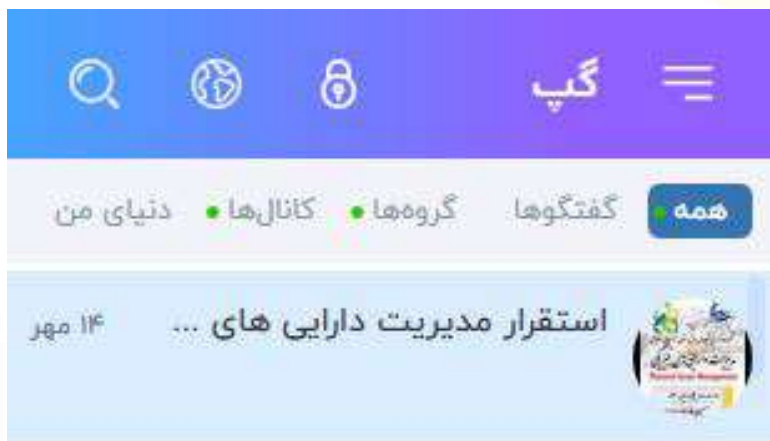 گپ
همه گفتگوها گروه‌ها کانال‌ها دنیای من
استقرار مدیریت دارایی های ... ۱۴ مهر